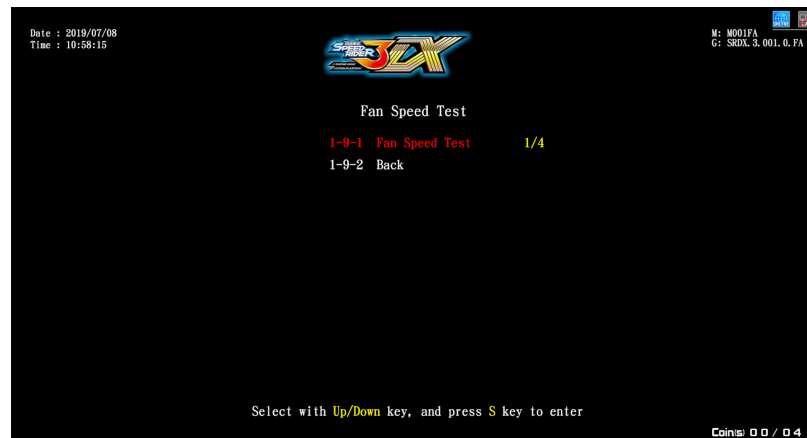 Date : 2019/07/08
Time : 10:58:15
M: M001FA
G: SRDX.3.001.0.FA
SPEED RIDER 3 DX
Fan Speed Test
1-9-1 Fan Speed Test 1/4
1-9-2 Back
Select with Up/Down key, and press S key to enter
Coin(s) 00/04